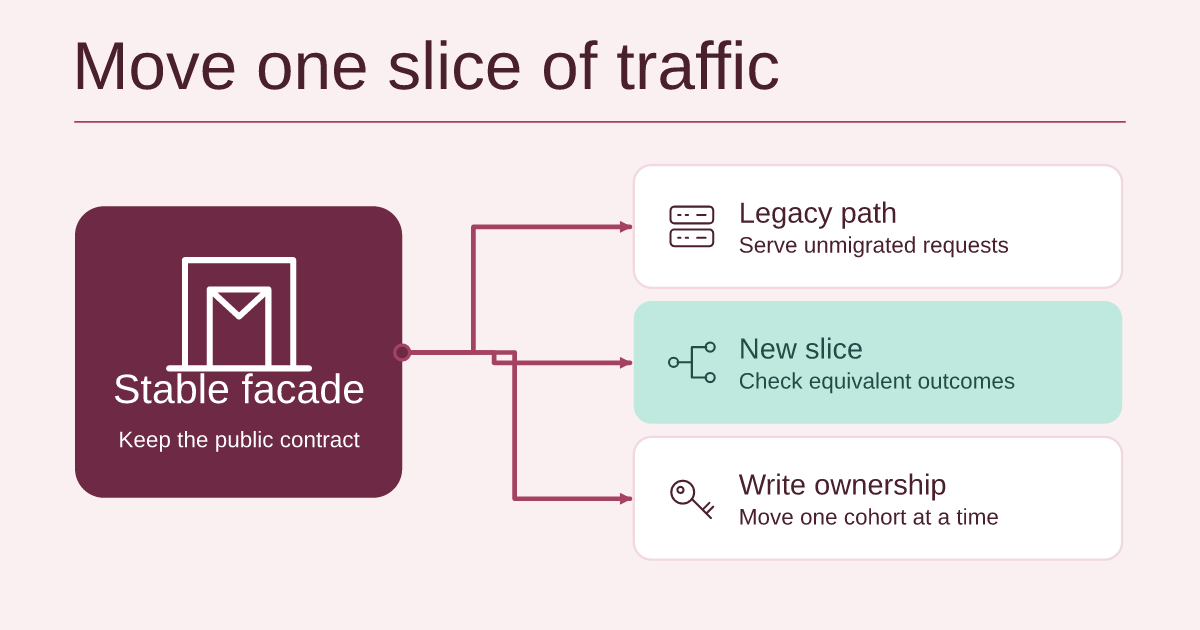 Move one slice of traffic
Stable facade
Keep the public contract
Legacy path
Serve unmigrated requests
New slice
Check equivalent outcomes
Write ownership
Move one cohort at a time